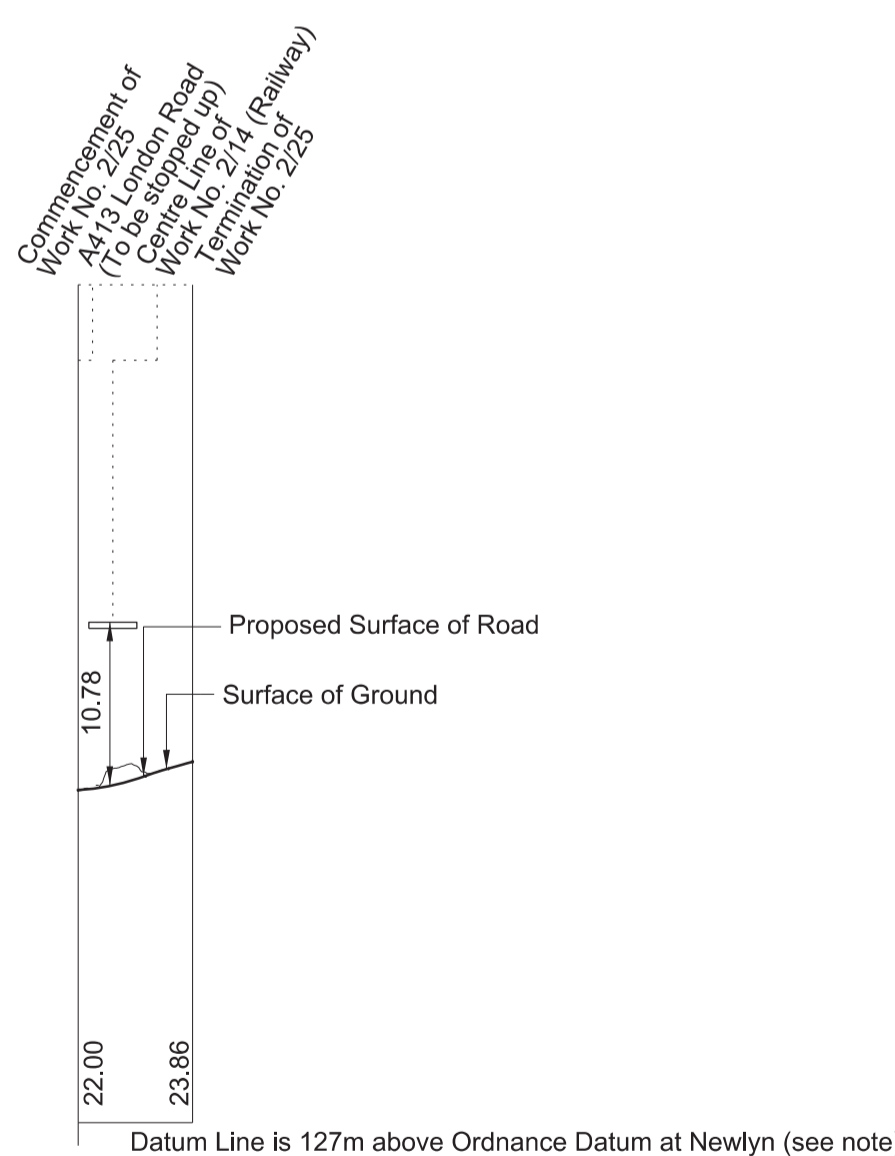 Commencement of
Work No. 2/25
A413 London Road
(To be stopped up)
Centre Line of
Work No. 2/14 (Railway)
Termination of
Work No. 2/25
Proposed Surface of Road
10.78
Surface of Ground
22.00
23.86
Datum Line is 127m above Ordnance Datum at Newlyn (see note